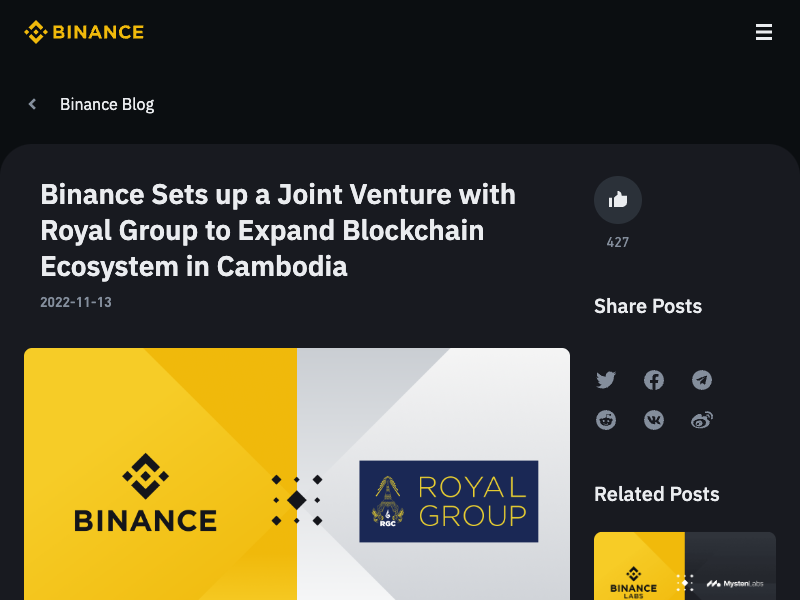 BINANCE
Binance Blog
Binance Sets up a Joint Venture with
Royal Group to Expand Blockchain
Ecosystem in Cambodia
2022-11-13
427
Share Posts
BINANCE
RGC
ROYAL
GROUP
Related Posts
BINANCE
LABS
MystenLabs